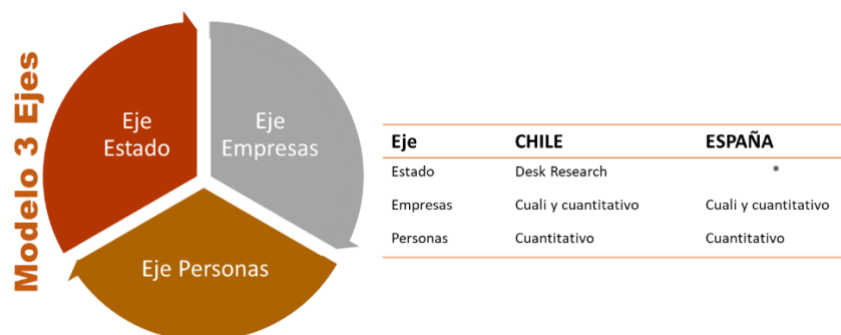 Modelo 3 Ejes
Eje
Estado
Eje
Empresas
Eje Personas
Eje CHILE ESPAÑA
Estado Desk Research *
Empresas Cuali y cuantitativo Cuali y cuantitativo
Personas Cuantitativo Cuantitativo